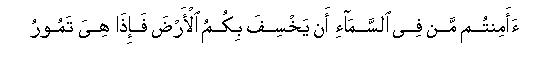 ءَأَمِنتُم مَّن فِى ٱلسَّمَآءِ أَن يَخْسِفَ بِكُمُ ٱلْأَرْضَ فَإِذَا هِىَ تَمُورُ